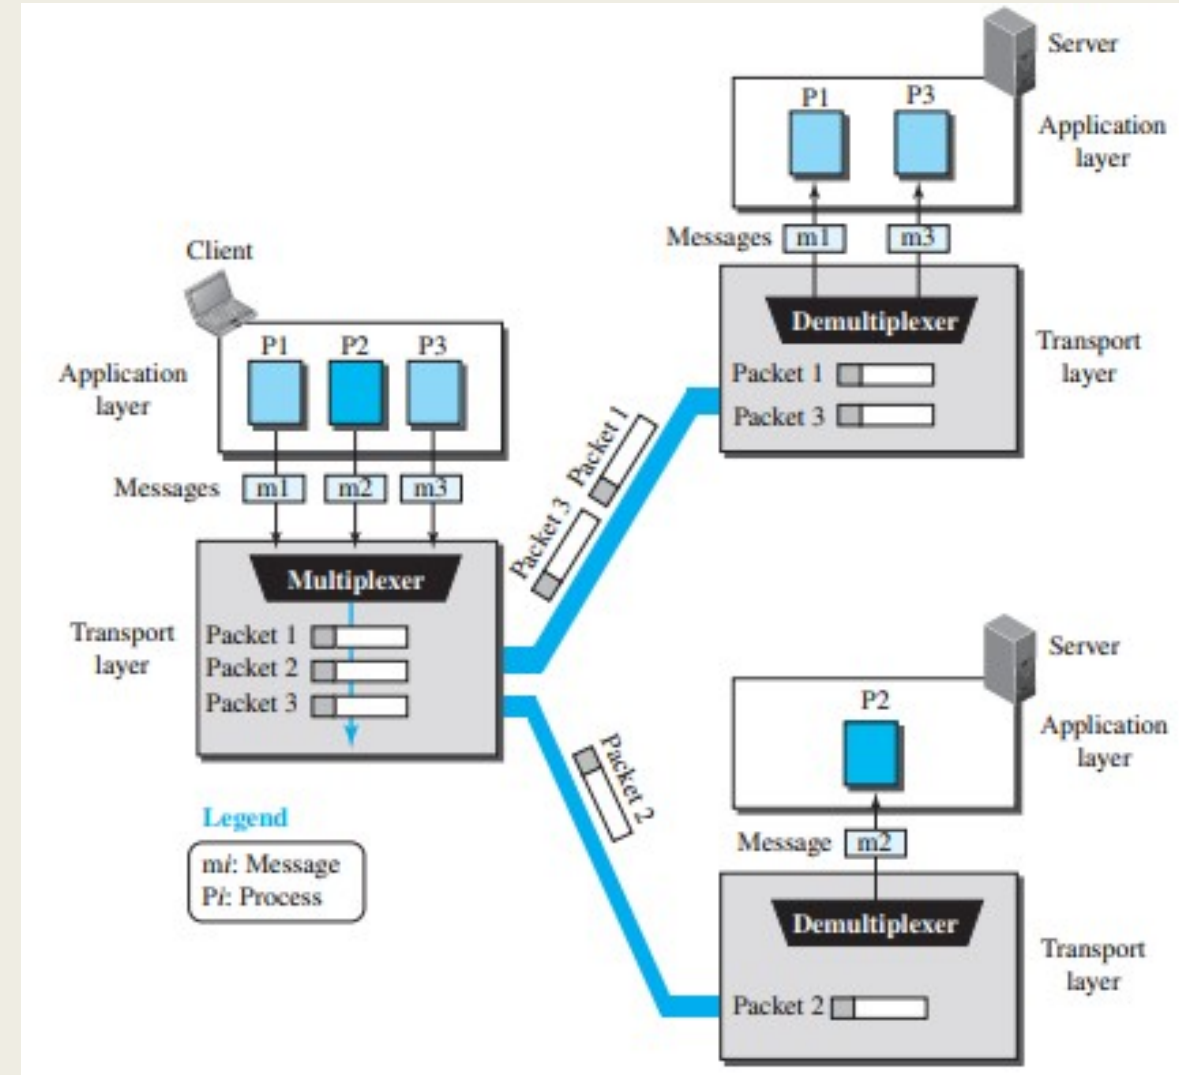 Server
P1 P3
Application
layer
Messages m1 m3
Demultiplexer
Transport
layer
Packet 1
Packet 3
Client
P1 P2 P3
Application
layer
Messages m1 m2 m3
Multiplexer
Transport
layer
Packet 1
Packet 2
Packet 3
Packet 1
Packet 3
Packet 2
Server
P2
Application
layer
Message m2
Demultiplexer
Transport
layer
Packet 2
Legend
mi: Message
Pi: Process